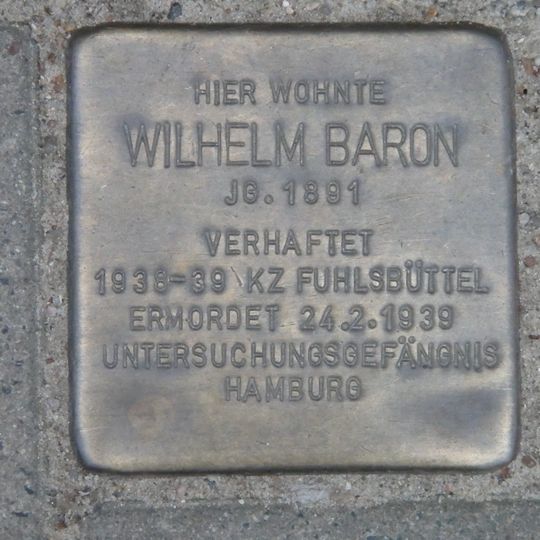 HIER WOHNTE
WILHELM BARON
JG. 1891
VERHAFTET
1938-39 KZ FUHLSBÜTTEL
ERMORDET 24.2.1939
UNTERSUCHUNGSGEFÄNGNIS
HAMBURG